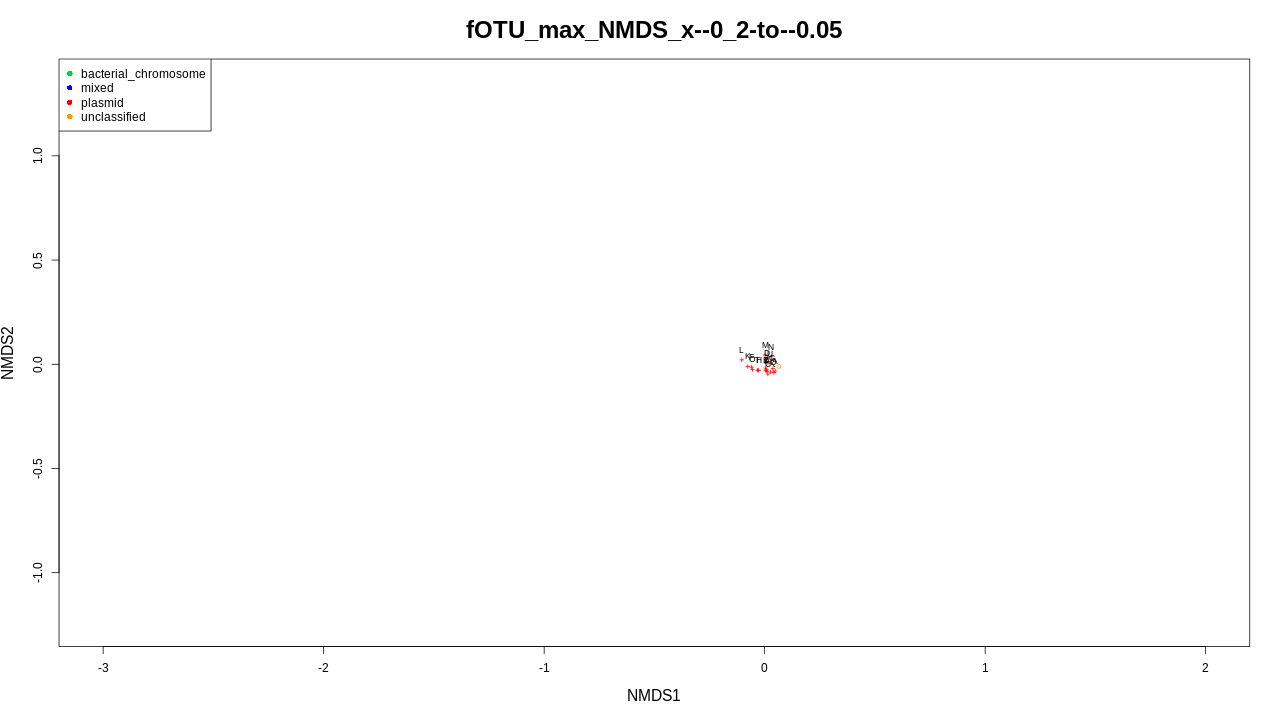 fOTU_max_NMDS_x--0_2-to--0.05
bacterial_chromosome
mixed
plasmid
unclassified
1.0
0.5
0.0
-0.5
-1.0
NMDS2
L
M
N
-3
-2
-1
0
1
2
NMDS1